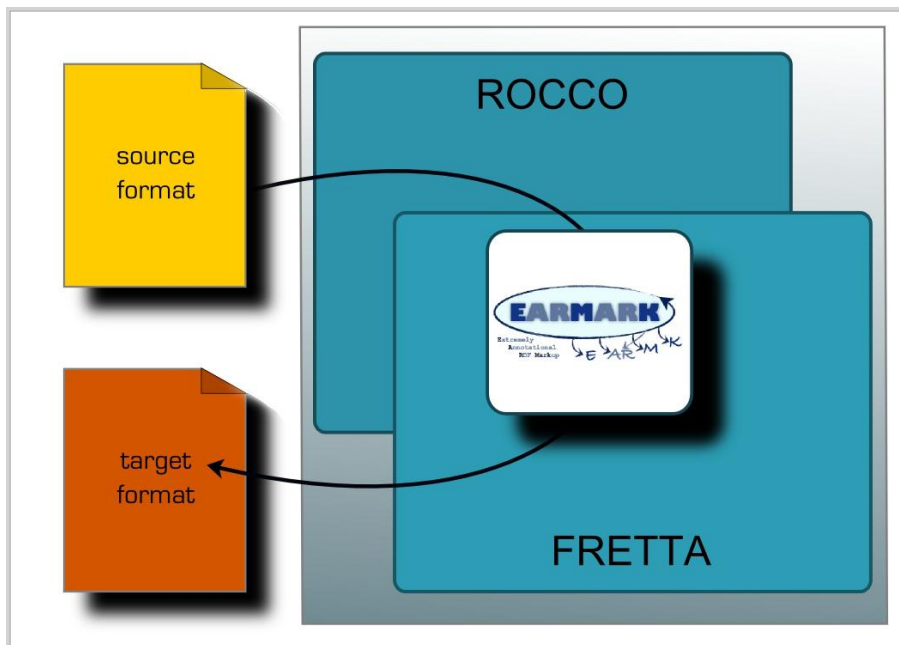 source
format
ROCCO
EARMARK
Extremely
Annotational
RDF Markup
E AR M K
target
format
FRETTA